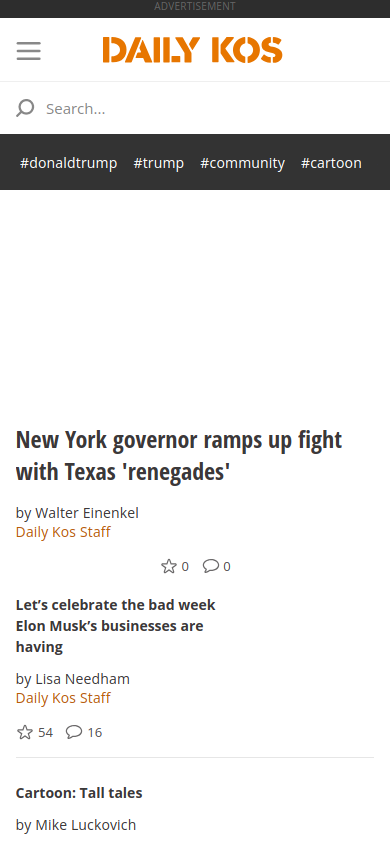 ADVERTISEMENT
DAILY KOS
Search...
#donaldtrump #trump #community #cartoon
New York governor ramps up fight
with Texas 'renegades'
by Walter Einenkel
Daily Kos Staff
0 0
Let’s celebrate the bad week
Elon Musk’s businesses are
having
by Lisa Needham
Daily Kos Staff
54 16
Cartoon: Tall tales
by Mike Luckovich